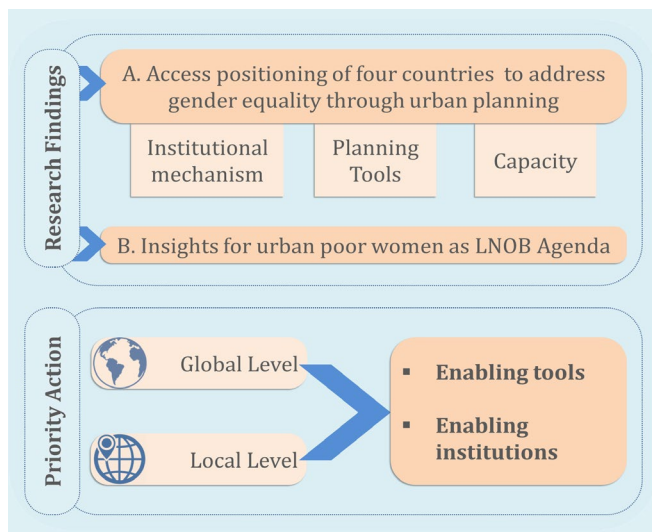 Research Findings
A. Access positioning of four countries to address
gender equality through urban planning
Institutional
mechanism
Planning
Tools
Capacity
B. Insights for urban poor women as LNOB Agenda
Priority Action
Global Level
Local Level
▪ Enabling tools
▪ Enabling
institutions